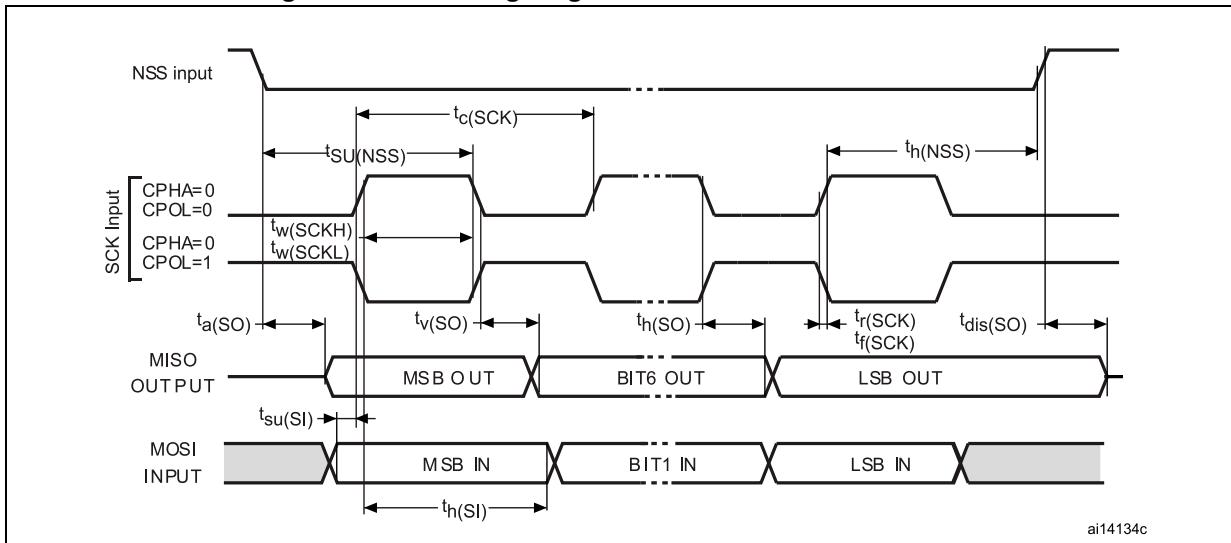 NSS input
tc(SCK)
tSU(NSS)
th(NSS)
SCK Input
CPHA=0
CPOL=0
tw(SCKH)
CPHA=0
tw(SCKL)
CPOL=1
ta(SO)
tv(SO)
th(SO)
tr(SCK)
tf(SCK)
tdis(SO)
MISO
OUTPUT
MSB OUT
BIT6 OUT
LSB OUT
tsu(SI)
MOSI
INPUT
MSB IN
BIT1 IN
LSB IN
th(SI)
ai14134c